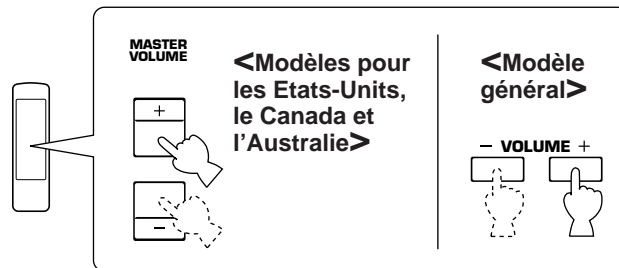 MASTER
VOLUME
+
−
<Modèles pour
les Etats-Units,
le Canada et
l'Australie>
<Modèle
général>
− VOLUME +